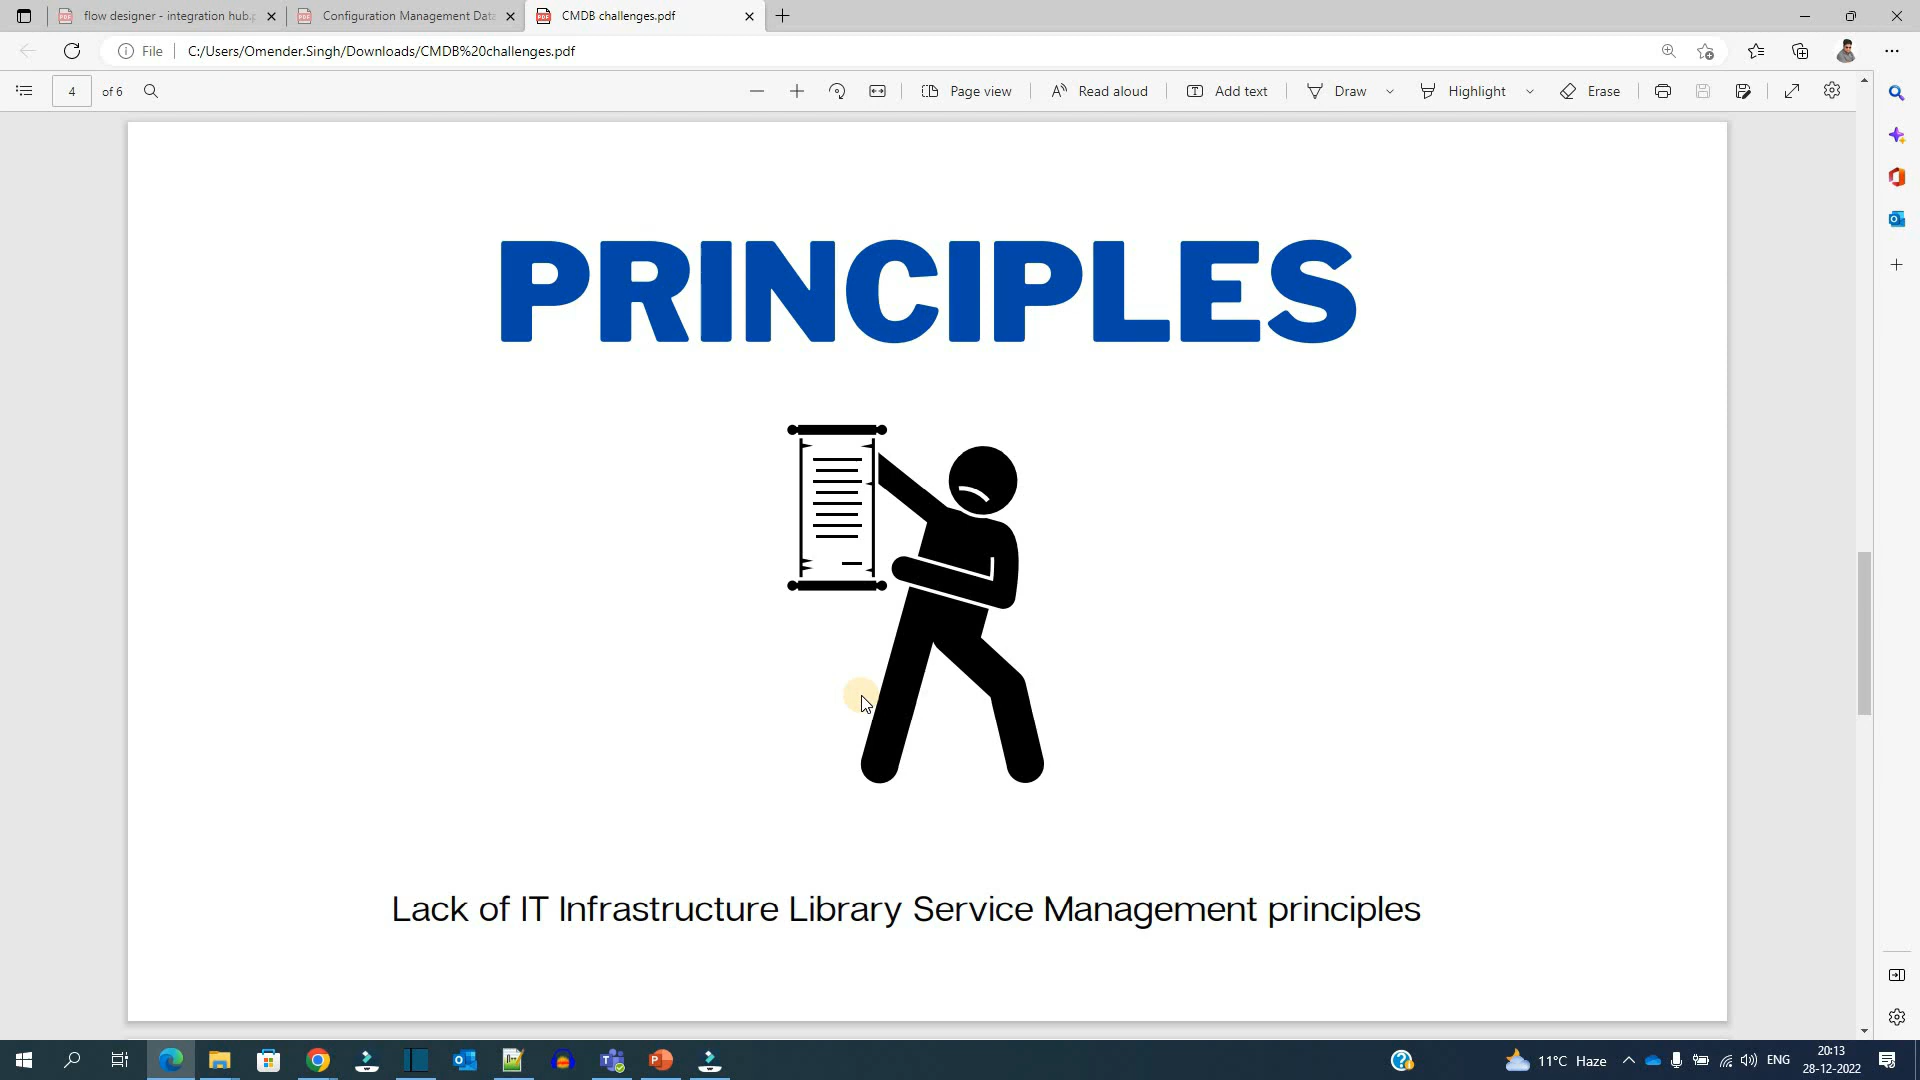 flow designer - integration hub.p
Configuration Management Data
CMDB challenges.pdf
File
C:/Users/Omender.Singh/Downloads/CMDB%20challenges.pdf
4 of 6
Page view
Read aloud
Add text
Draw
Highlight
Erase
PRINCIPLES
Lack of IT Infrastructure Library Service Management principles
11°C Haze
ENG
20:13
28-12-2022